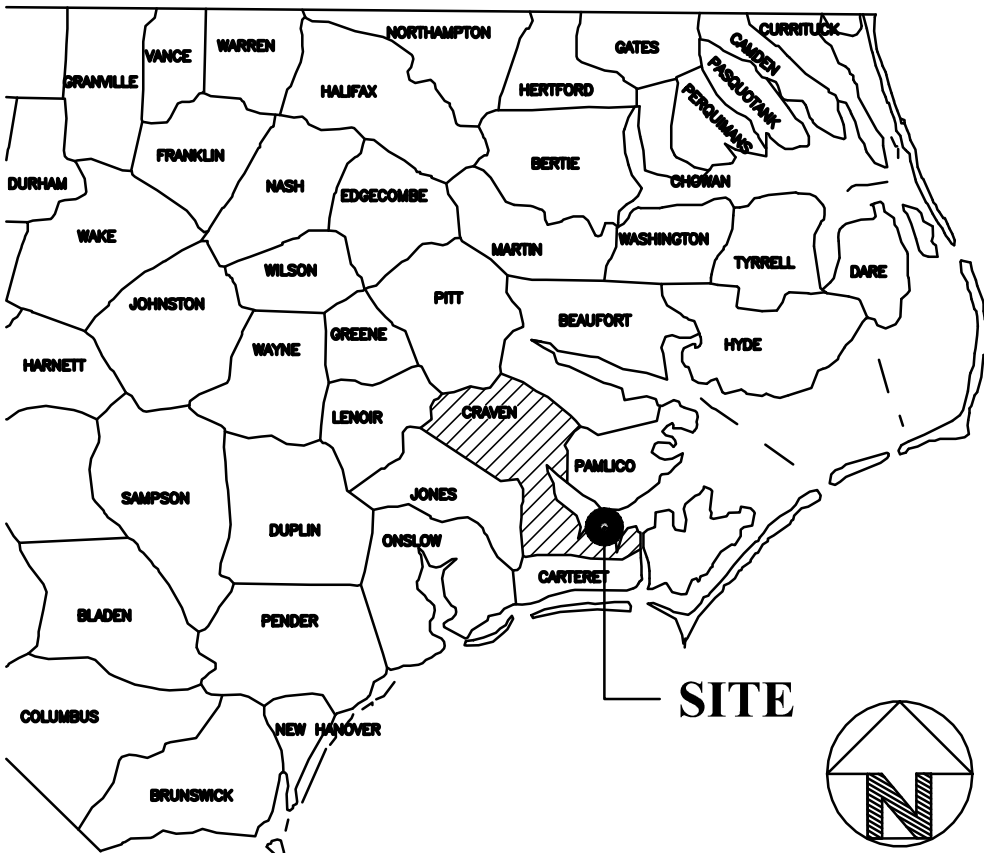 NORTHAMPTON
CURRITUCK
WARREN
VANCE
GATES
CAMDEN
GRANVILLE
HALIFAX
HERTFORD
PASQUOTANK
PERQUIMANS
FRANKLIN
BERTIE
DURHAM
NASH
EDGECOMBE
CHOWAN
WAKE
MARTIN
WASHINGTON
TYRRELL
DARE
WILSON
JOHNSTON
PITT
BEAUFORT
HYDE
GREENE
WAYNE
HARNETT
LENOIR
CRAVEN
PAMLICO
SAMPSON
JONES
DUPLIN
ONSLOW
CARTERET
BLADEN
PENDER
SITE
COLUMBUS
NEW HANOVER
BRUNSWICK
N